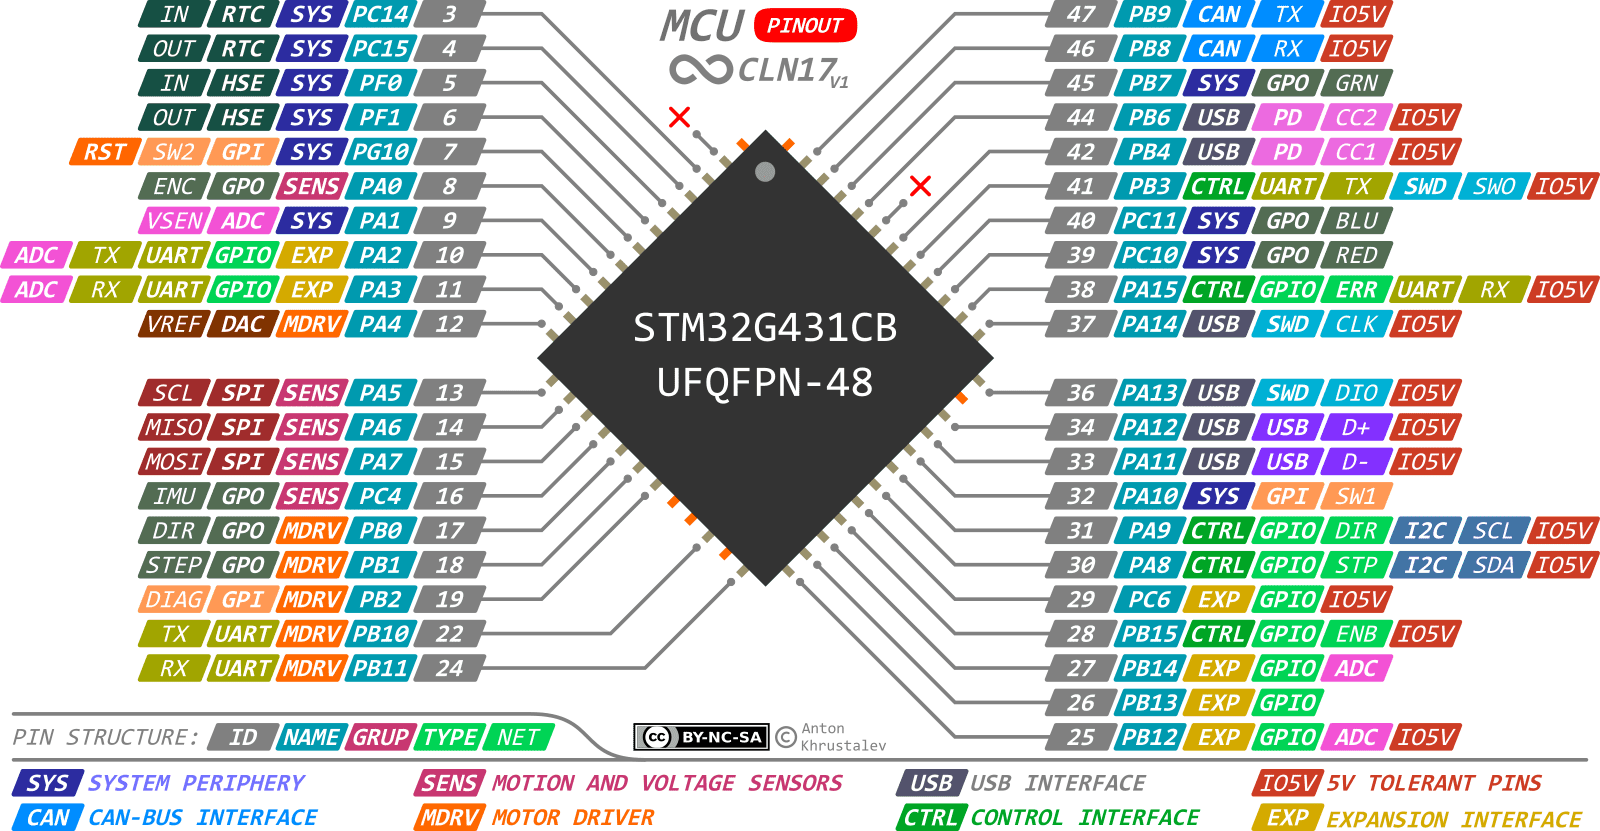 MCU PINOUT
CLN17 V1
IN RTC SYS PC14 3
OUT RTC SYS PC15 4
IN HSE SYS PF0 5
OUT HSE SYS PF1 6
RST SW2 GPI SYS PG10 7
ENC GPO SENS PA0 8
VSEN ADC SYS PA1 9
ADC TX UART GPIO EXP PA2 10
ADC RX UART GPIO EXP PA3 11
VREF DAC MDRV PA4 12
SCL SPI SENS PA5 13
MISO SPI SENS PA6 14
MOSI SPI SENS PA7 15
IMU GPO SENS PC4 16
DIR GPO MDRV PB0 17
STEP GPO MDRV PB1 18
DIAG GPI MDRV PB2 19
TX UART MDRV PB10 22
RX UART MDRV PB11 24
STM32G431CB
UFQFPN-48
47 PB9 CAN TX IO5V
46 PB8 CAN RX IO5V
45 PB7 SYS GPO GRN
44 PB6 USB PD CC2 IO5V
42 PB4 USB PD CC1 IO5V
41 PB3 CTRL UART TX SWD SWO IO5V
40 PC11 SYS GPO BLU
39 PC10 SYS GPO RED
38 PA15 CTRL GPIO ERR UART RX IO5V
37 PA14 USB SWD CLK IO5V
36 PA13 USB SWD DIO IO5V
34 PA12 USB USB D+ IO5V
33 PA11 USB USB D- IO5V
32 PA10 SYS GPI SW1
31 PA9 CTRL GPIO DIR I2C SCL IO5V
30 PA8 CTRL GPIO STP I2C SDA IO5V
29 PC6 EXP GPIO IO5V
28 PB15 CTRL GPIO ENB IO5V
27 PB14 EXP GPIO ADC
26 PB13 EXP GPIO
25 PB12 EXP GPIO ADC IO5V
PIN STRUCTURE: ID NAME GRUP TYPE NET
cc BY-NC-SA © Anton
Khrustalev
SYS SYSTEM PERIPHERY
SENS MOTION AND VOLTAGE SENSORS
USB USB INTERFACE
IO5V 5V TOLERANT PINS
CAN CAN-BUS INTERFACE
MDRV MOTOR DRIVER
CTRL CONTROL INTERFACE
EXP EXPANSION INTERFACE